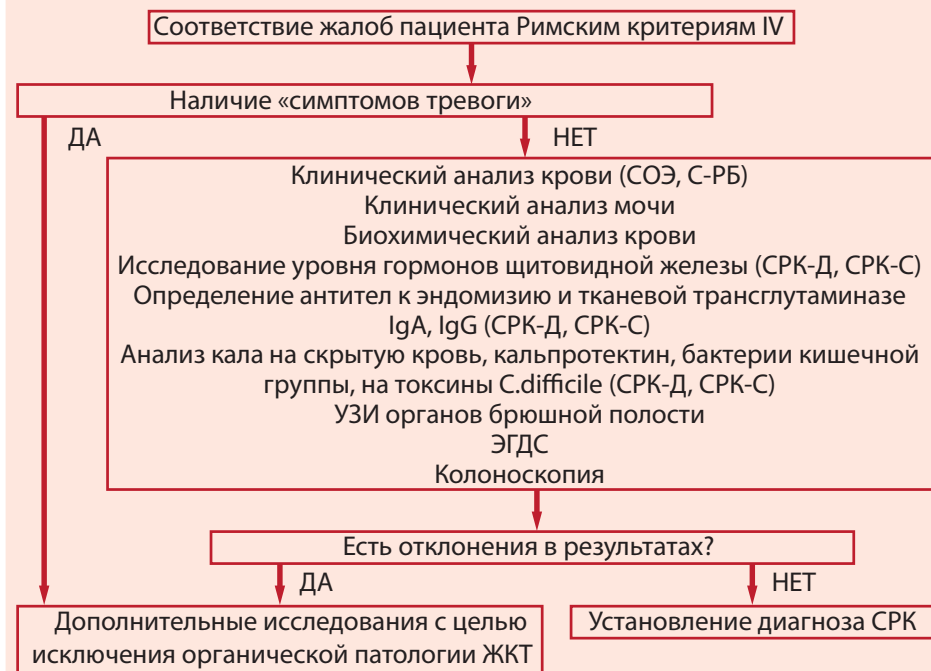 Соответствие жалоб пациента Римским критериям IV
Наличие «симптомов тревоги»
ДА
НЕТ
Клинический анализ крови (СОЭ, С-РБ)
Клинический анализ мочи
Биохимический анализ крови
Исследование уровня гормонов щитовидной железы (СРК-Д, СРК-С)
Определение антител к эндомизию и тканевой трансглутаминазе
IgA, IgG (СРК-Д, СРК-С)
Анализ кала на скрытую кровь, кальпротектин, бактерии кишечной
группы, на токсины C.difficile (СРК-Д, СРК-С)
УЗИ органов брюшной полости
ЭГДС
Колоноскопия
Есть отклонения в результатах?
ДА
НЕТ
Дополнительные исследования с целью
исключения органической патологии ЖКТ
Установление диагноза СРК